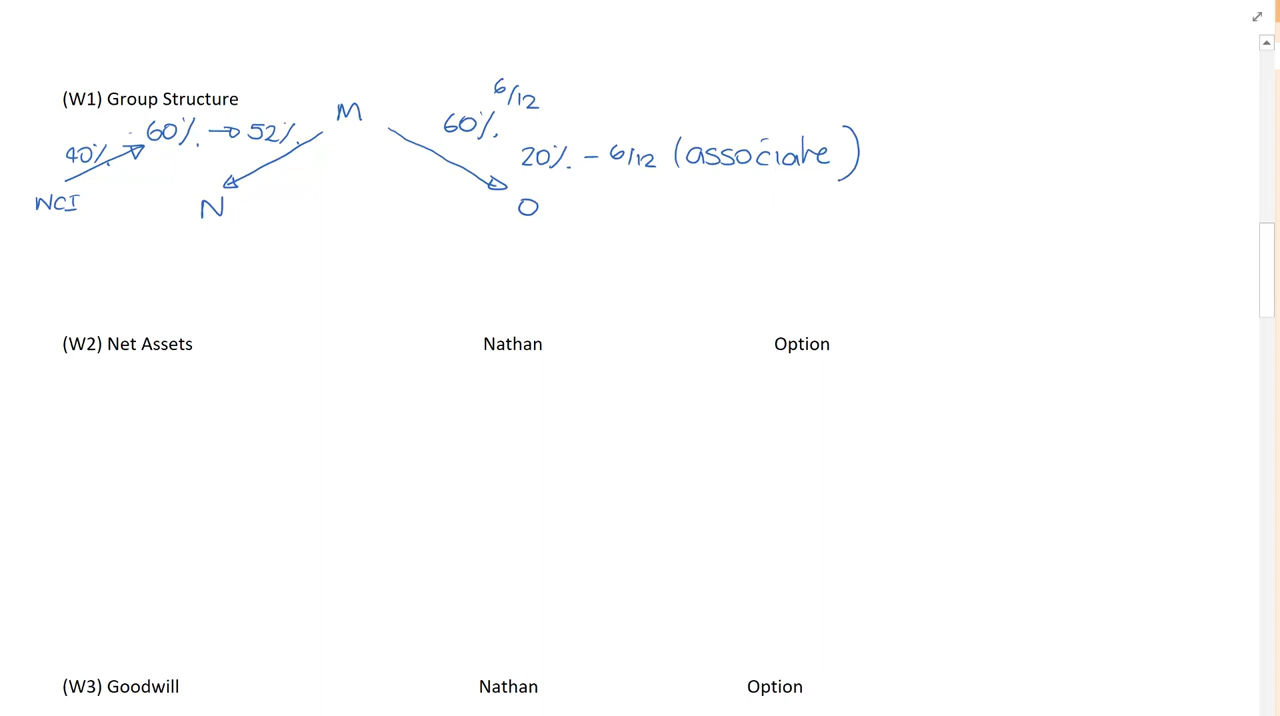 (W1) Group Structure
M
6/12
60% → 52%
60%
40%
20% - 6/12 (associate)
NCI
N
O
(W2) Net Assets Nathan Option
(W3) Goodwill Nathan Option